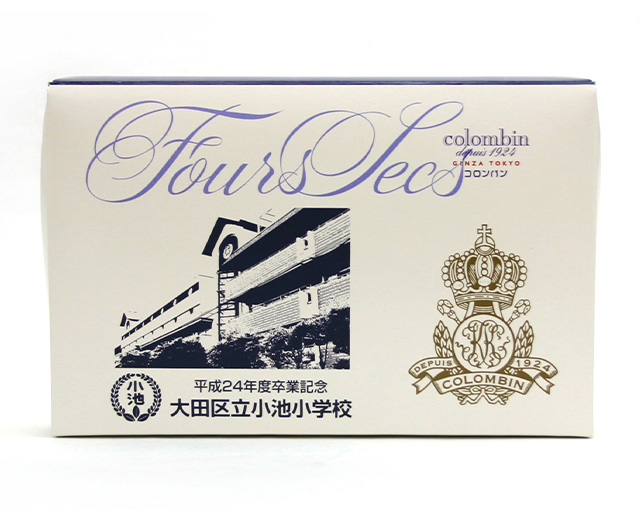 Fours Secs
colombin
depuis 1924
GINZA TOKYO
コロンバン
小池
平成24年度卒業記念
大田区立小池小学校
DEPUIS 1924
COLOMBIN